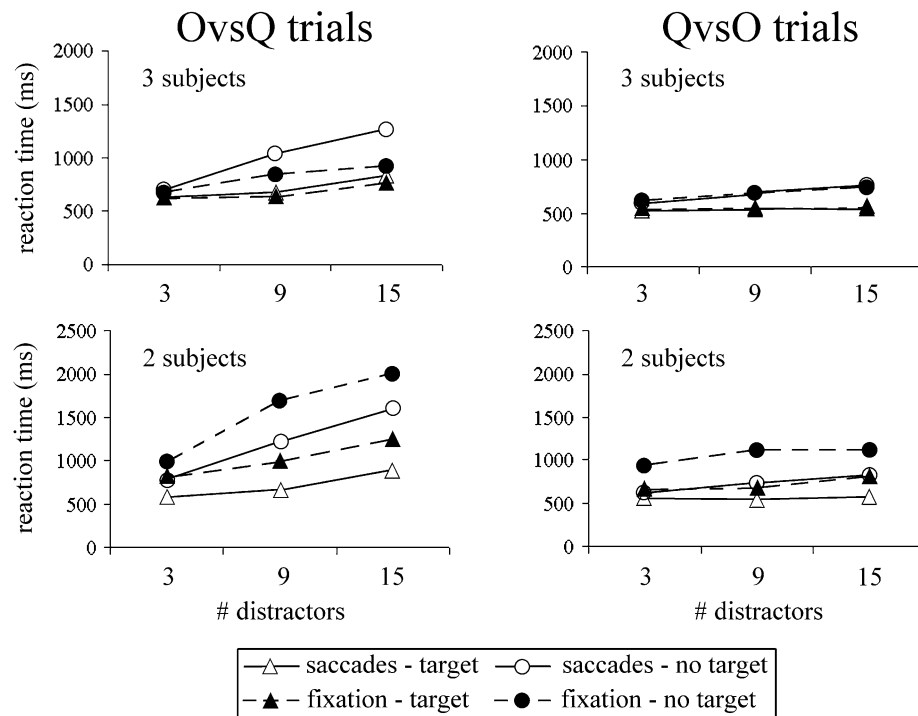 OvsQ trials
QvsO trials
3 subjects
reaction time (ms)
2000
1500
1000
500
0
3 9 15
3 subjects
2000
1500
1000
500
0
3 9 15
2 subjects
reaction time (ms)
2500
2000
1500
1000
500
0
3 9 15
# distractors
2 subjects
2500
2000
1500
1000
500
0
3 9 15
# distractors
saccades - target
saccades - no target
fixation - target
fixation - no target